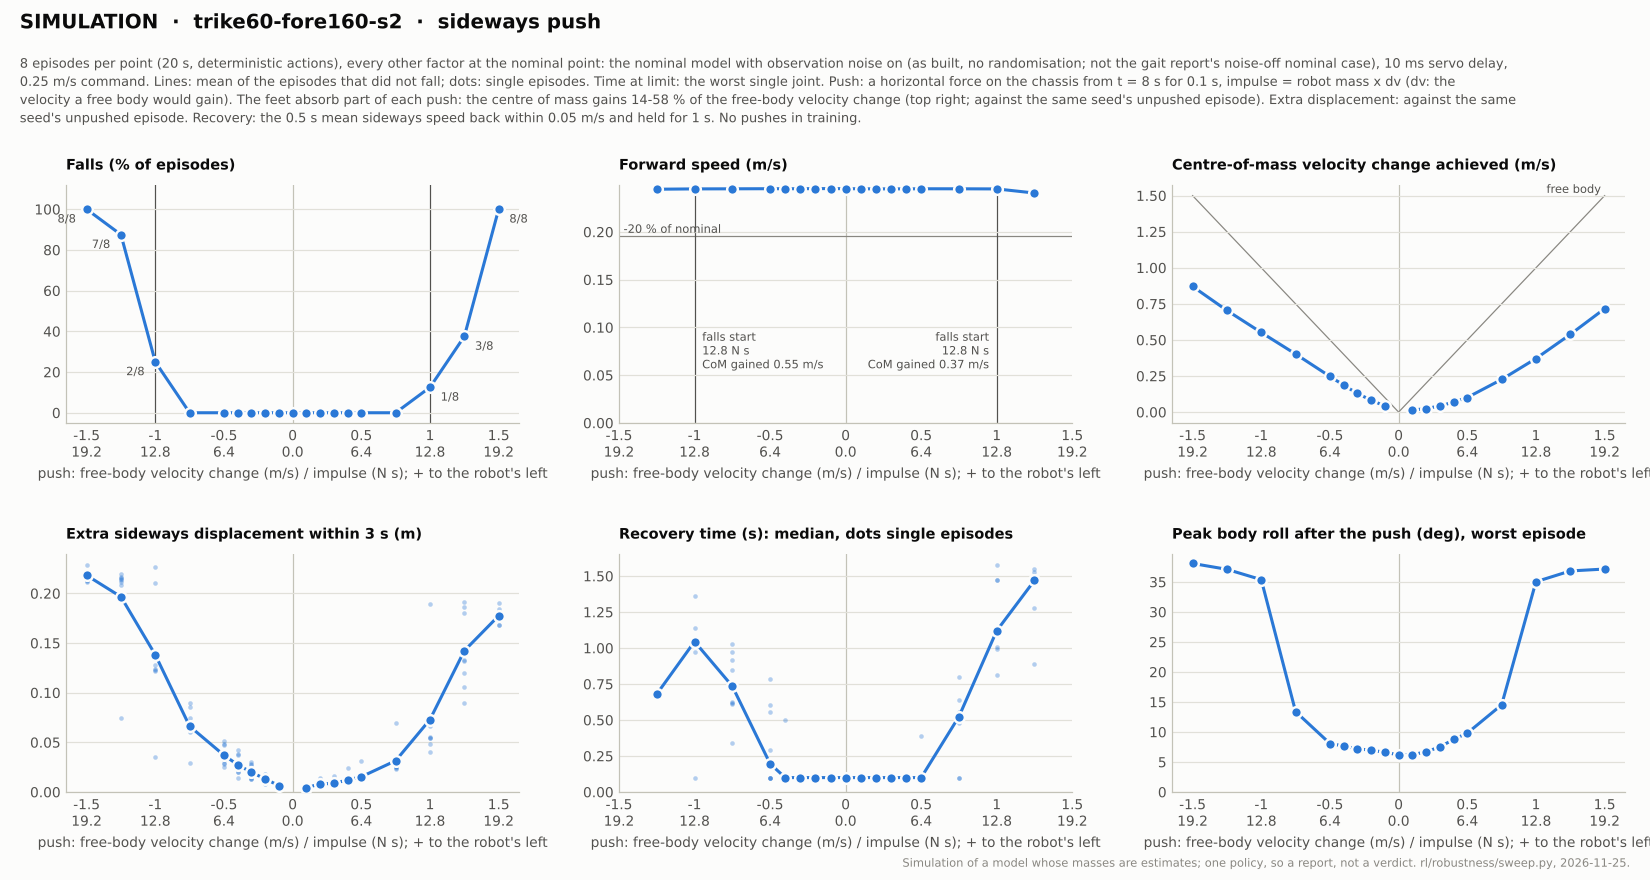 SIMULATION · trike60-fore160-s2 · sideways push
8 episodes per point (20 s, deterministic actions), every other factor at the nominal point: the nominal model with observation noise on (as built, no randomisation; not the gait report's noise-off nominal case), 10 ms servo delay,
0.25 m/s command. Lines: mean of the episodes that did not fall; dots: single episodes. Time at limit: the worst single joint. Push: a horizontal force on the chassis from t = 8 s for 0.1 s, impulse = robot mass x dv (dv: the
velocity a free body would gain). The feet absorb part of each push: the centre of mass gains 14-58 % of the free-body velocity change (top right; against the same seed's unpushed episode). Extra displacement: against the same
seed's unpushed episode. Recovery: the 0.5 s mean sideways speed back within 0.05 m/s and held for 1 s. No pushes in training.
Falls (% of episodes)
100
80
60
40
20
0
8/8
7/8
2/8
1/8
3/8
8/8
-1.5 -1 -0.5 0 0.5 1 1.5
19.2 12.8 6.4 0.0 6.4 12.8 19.2
push: free-body velocity change (m/s) / impulse (N s); + to the robot's left
Forward speed (m/s)
0.20
0.15
0.10
0.05
0.00
-20 % of nominal
falls start
12.8 N s
CoM gained 0.55 m/s
falls start
12.8 N s
CoM gained 0.37 m/s
-1.5 -1 -0.5 0 0.5 1 1.5
19.2 12.8 6.4 0.0 6.4 12.8 19.2
push: free-body velocity change (m/s) / impulse (N s); + to the robot's left
Centre-of-mass velocity change achieved (m/s)
free body
1.50
1.25
1.00
0.75
0.50
0.25
0.00
-1.5 -1 -0.5 0 0.5 1 1.5
19.2 12.8 6.4 0.0 6.4 12.8 19.2
push: free-body velocity change (m/s) / impulse (N s); + to the robot's left
Extra sideways displacement within 3 s (m)
0.20
0.15
0.10
0.05
0.00
-1.5 -1 -0.5 0 0.5 1 1.5
19.2 12.8 6.4 0.0 6.4 12.8 19.2
push: free-body velocity change (m/s) / impulse (N s); + to the robot's left
Recovery time (s): median, dots single episodes
1.50
1.25
1.00
0.75
0.50
0.25
0.00
-1.5 -1 -0.5 0 0.5 1 1.5
19.2 12.8 6.4 0.0 6.4 12.8 19.2
push: free-body velocity change (m/s) / impulse (N s); + to the robot's left
Peak body roll after the push (deg), worst episode
35
30
25
20
15
10
5
0
-1.5 -1 -0.5 0 0.5 1 1.5
19.2 12.8 6.4 0.0 6.4 12.8 19.2
push: free-body velocity change (m/s) / impulse (N s); + to the robot's left
Simulation of a model whose masses are estimates; one policy, so a report, not a verdict. rl/robustness/sweep.py, 2026-11-25.